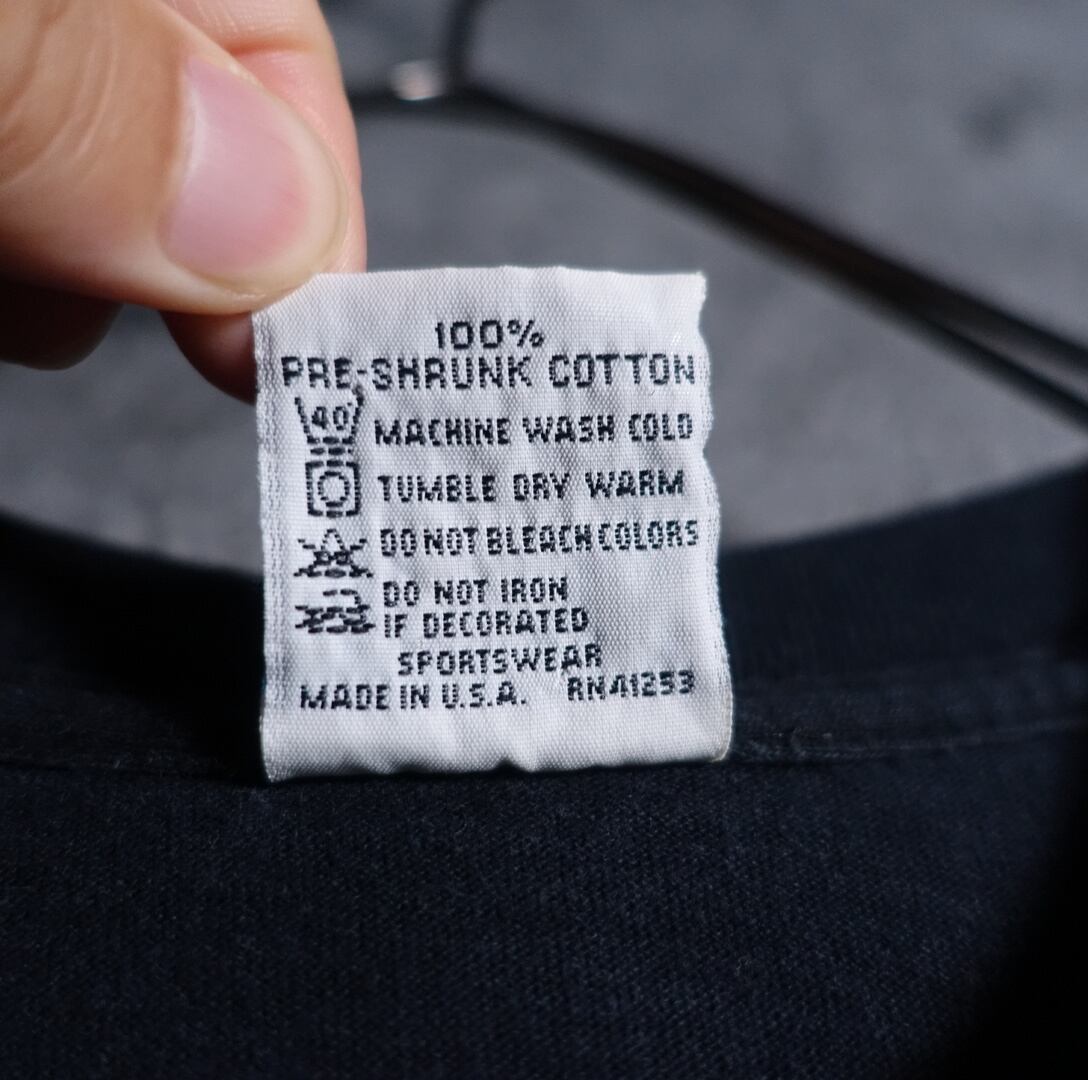 100%
PRE-SHRUNK COTTON
40
MACHINE WASH COLD
TUMBLE DRY WARM
DO NOT BLEACH COLORS
DO NOT IRON
IF DECORATED
SPORTSWEAR
MADE IN U.S.A. RN41253